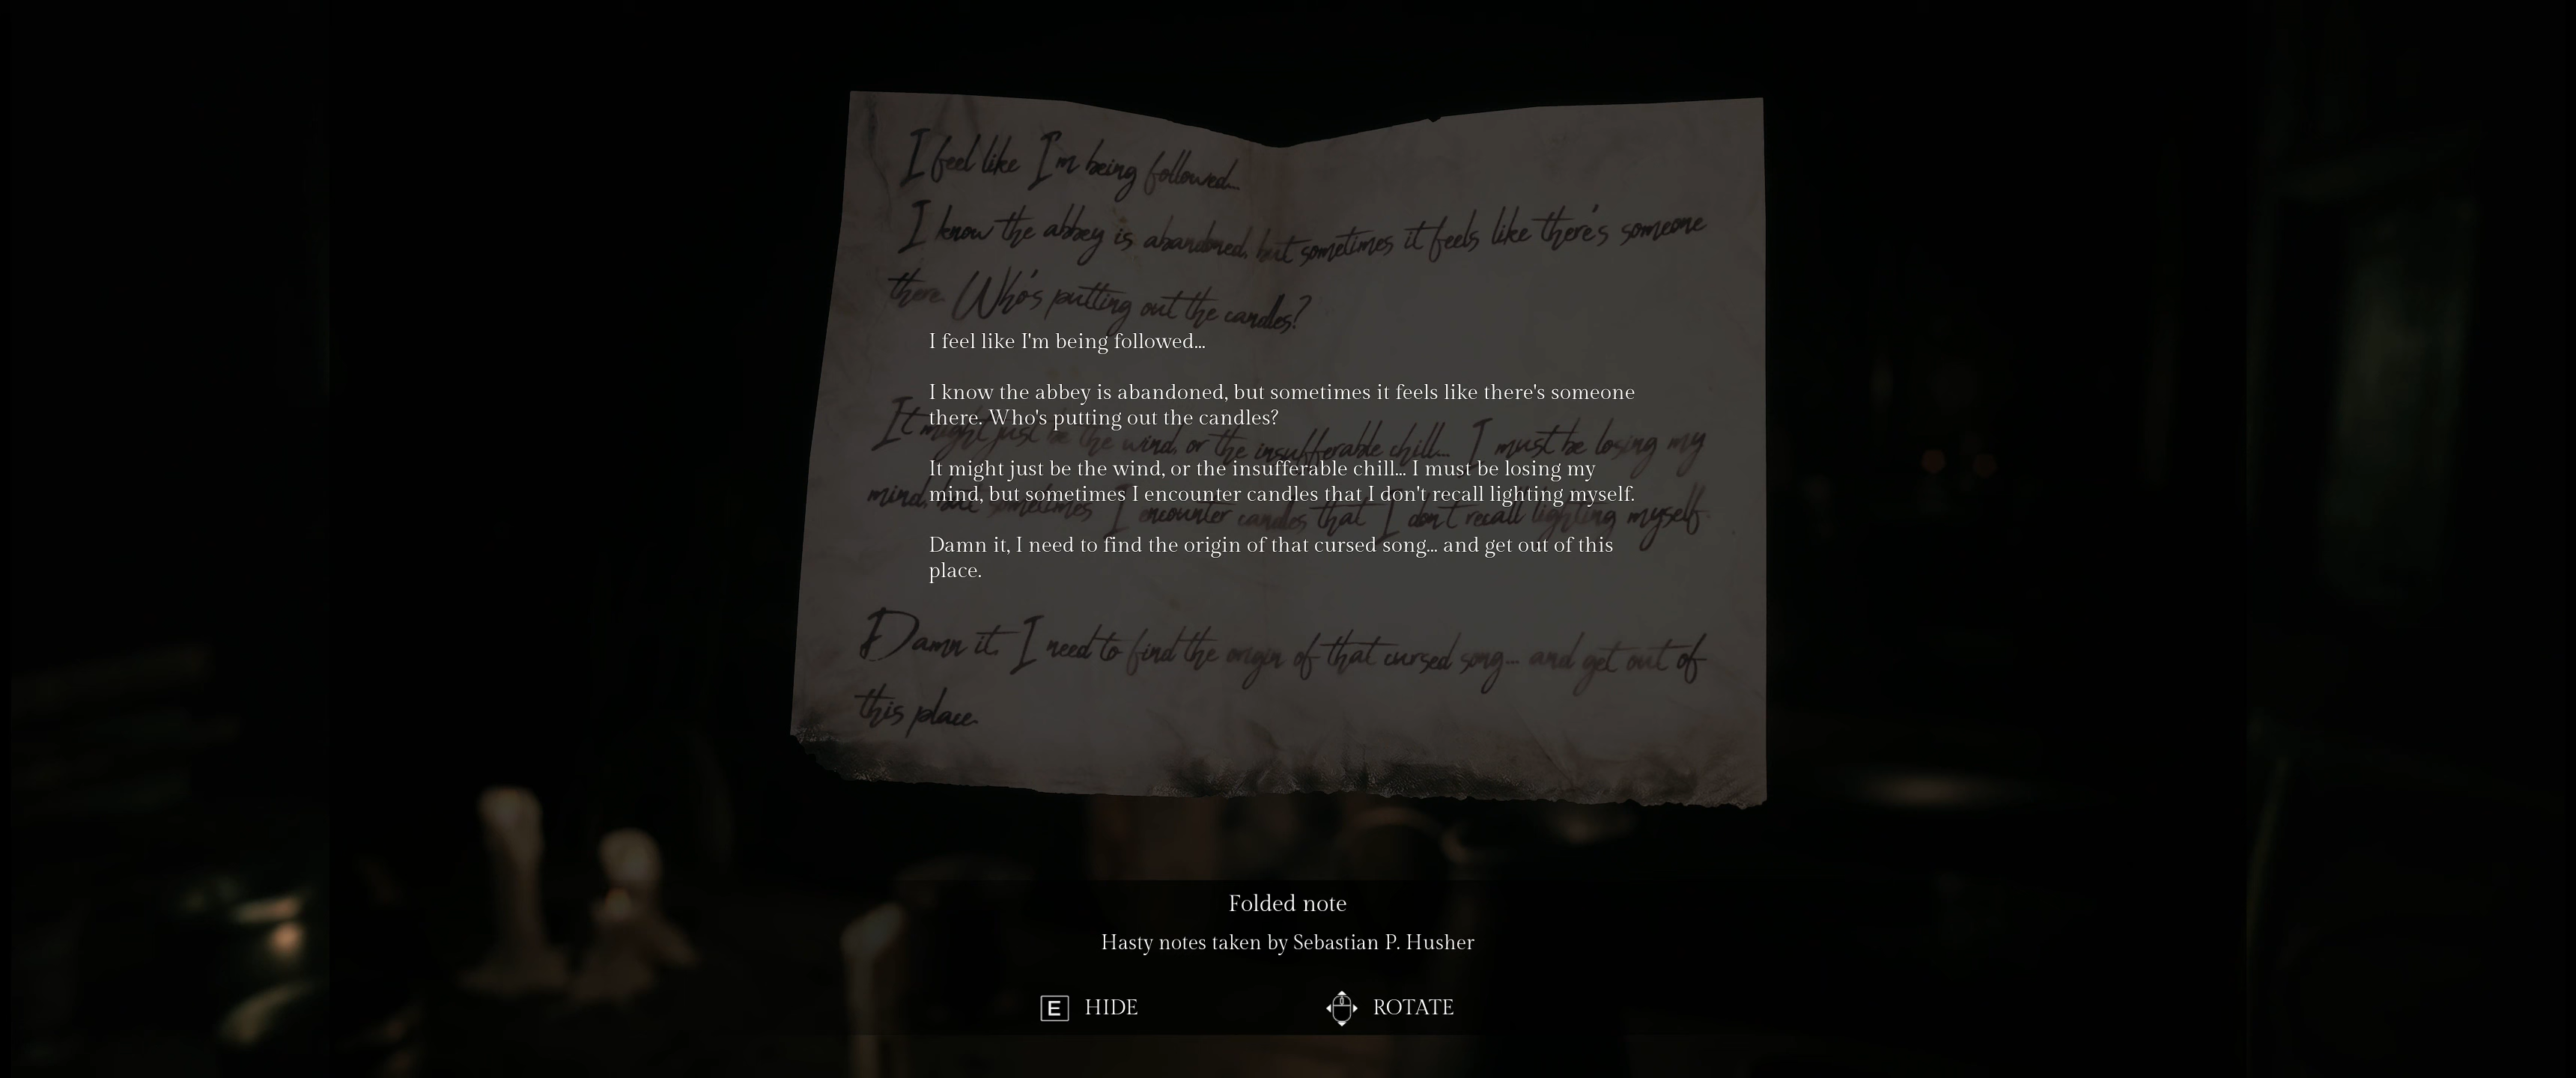 I feel like I'm being followed...
I know the abbey is abandoned, but sometimes it feels like there's someone
there. Who's putting out the candles?
It might just be the wind, or the insufferable chill... I must be losing my
mind, but sometimes I encounter candles that I don't recall lighting myself.
Damn it, I need to find the origin of that cursed song... and get out of
this place.
I feel like I'm being followed...
I know the abbey is abandoned, but sometimes it feels like there's someone
there. Who's putting out the candles?
It might just be the wind, or the insufferable chill... I must be losing my
mind, but sometimes I encounter candles that I don't recall lighting myself.
Damn it, I need to find the origin of that cursed song... and get out of this
place.
Folded note
Hasty notes taken by Sebastian P. Husher
E HIDE
ROTATE